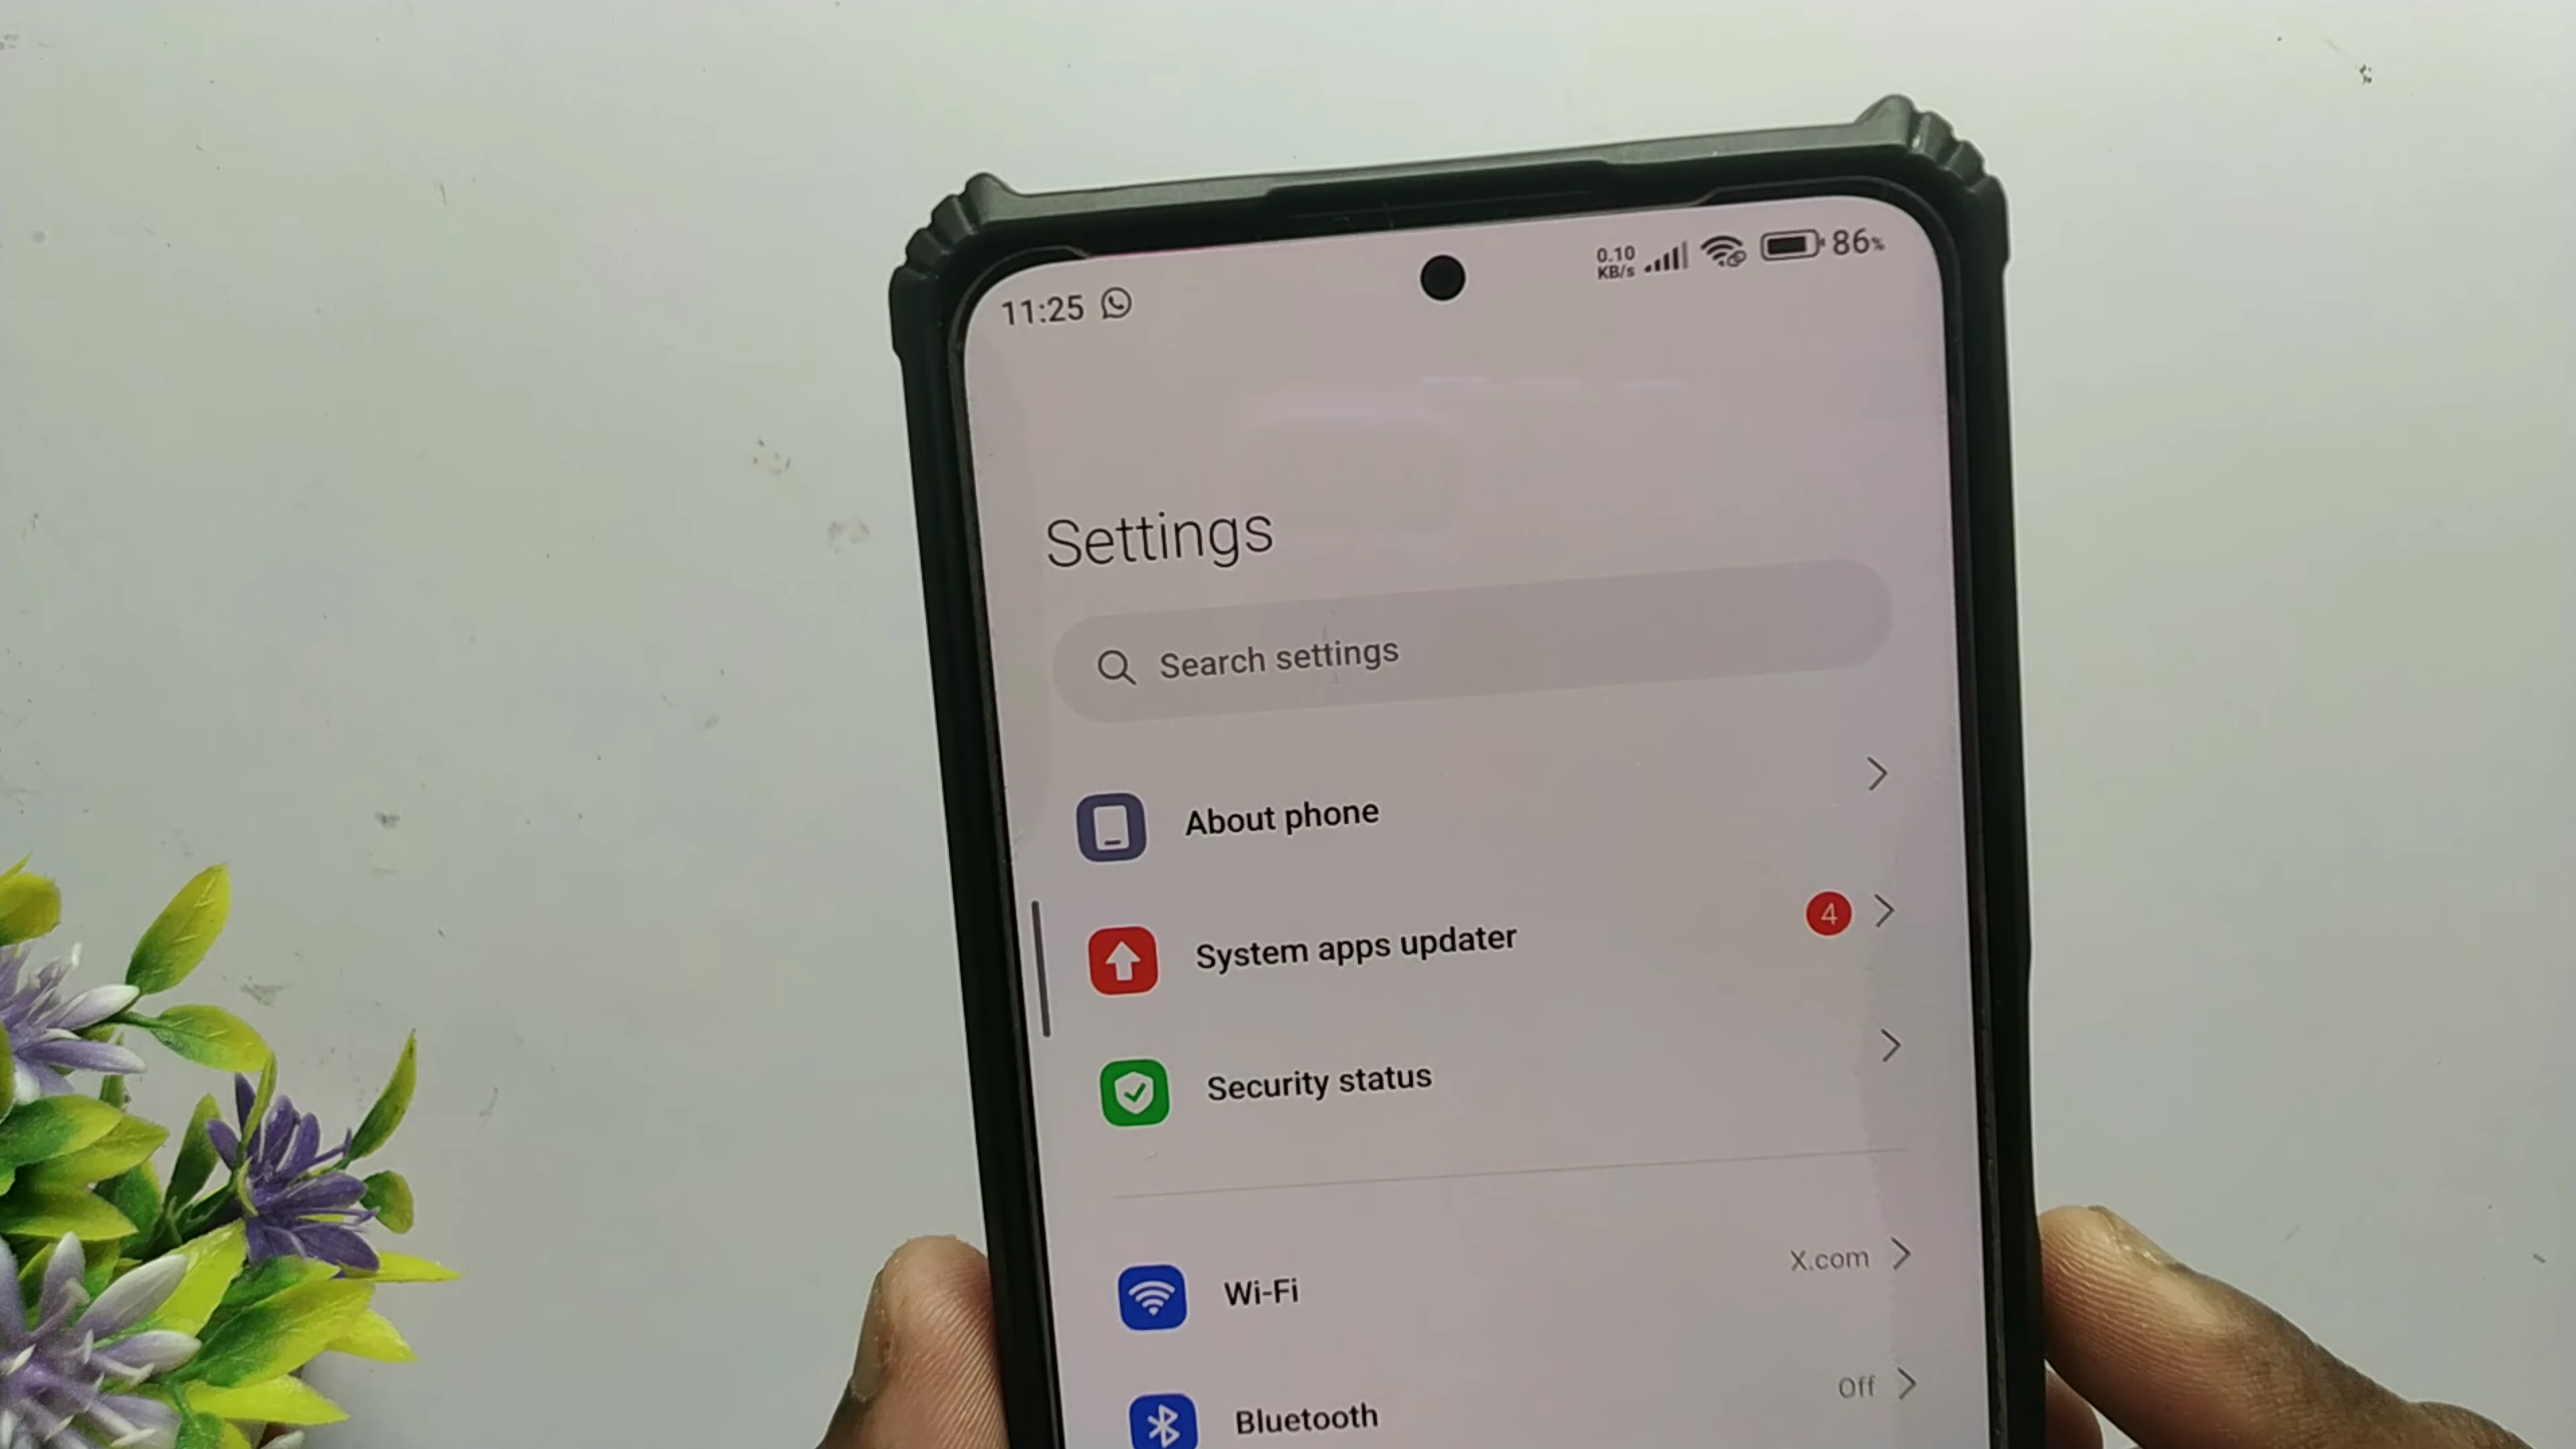 11:25
0.10
KB/s
86%
Settings
Search settings
About phone
System apps updater
4
Security status
Wi-Fi
X.com
Bluetooth
Off